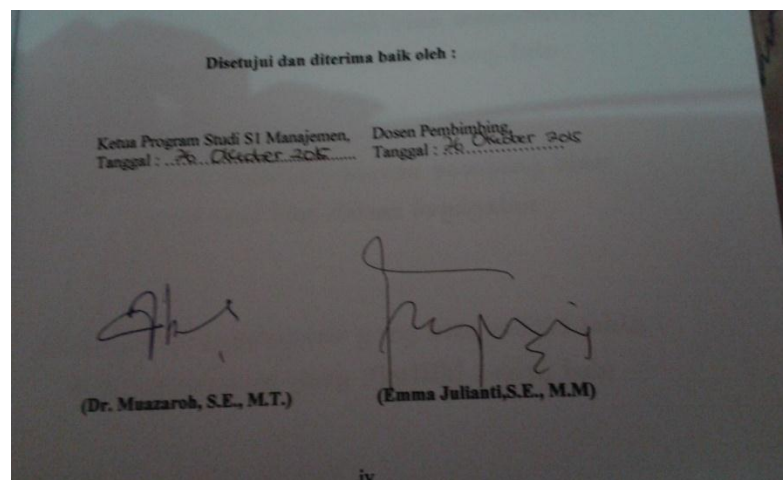 Disetujui dan diterima baik oleh :
Ketua Program Studi S1 Manajemen,
Tanggal : ..26...Oktober 2015.......
Dosen Pembimbing,
Tanggal : .26 Oktober 2015
(Dr. Muazaroh, S.E., M.T.)
(Emma Julianti,S.E., M.M)
iv